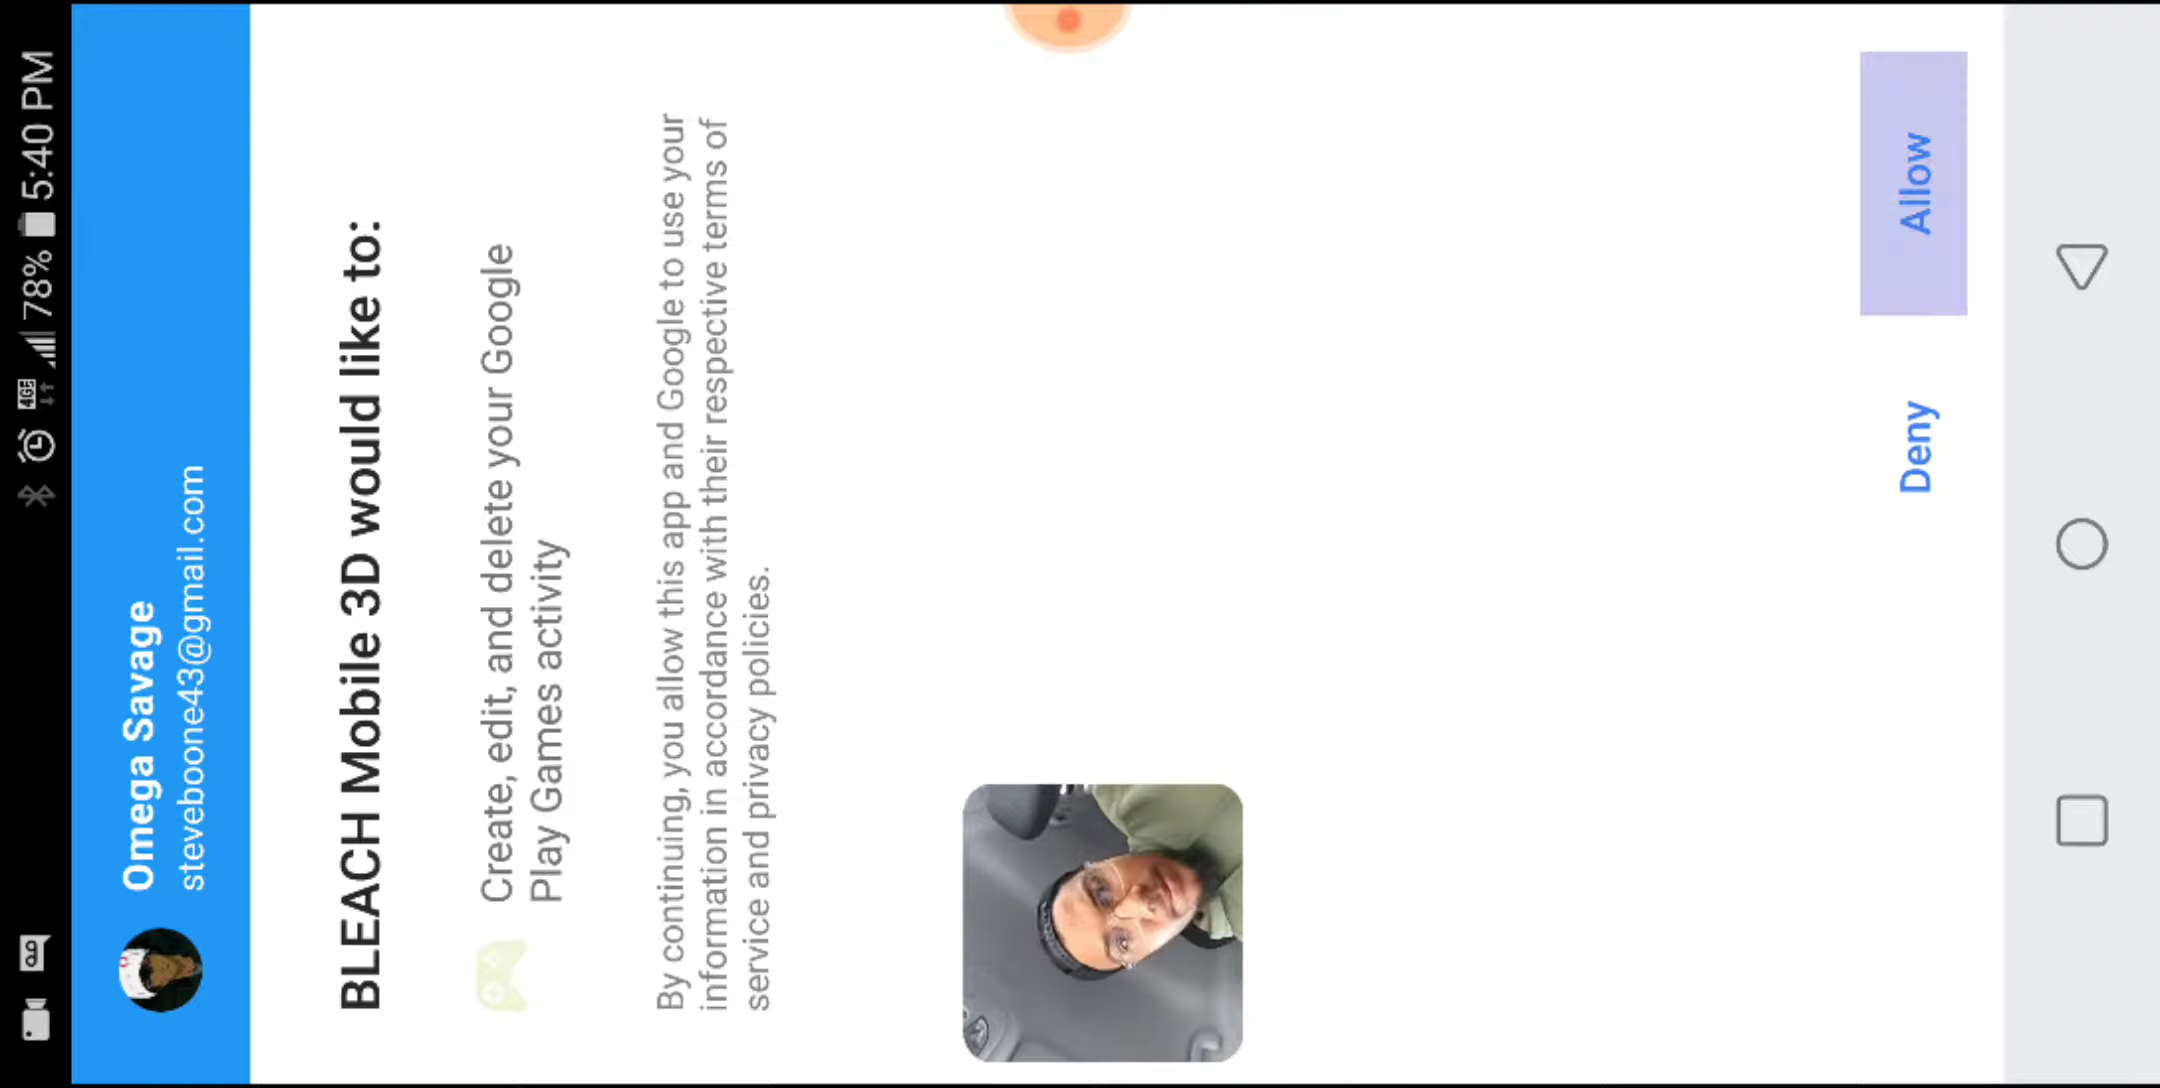 78% 5:40 PM
Omega Savage
steveboone43@gmail.com
BLEACH Mobile 3D would like to:
Create, edit, and delete your Google
Play Games activity
By continuing, you allow this app and Google to use your
information in accordance with their respective terms of
service and privacy policies.
Deny
Allow